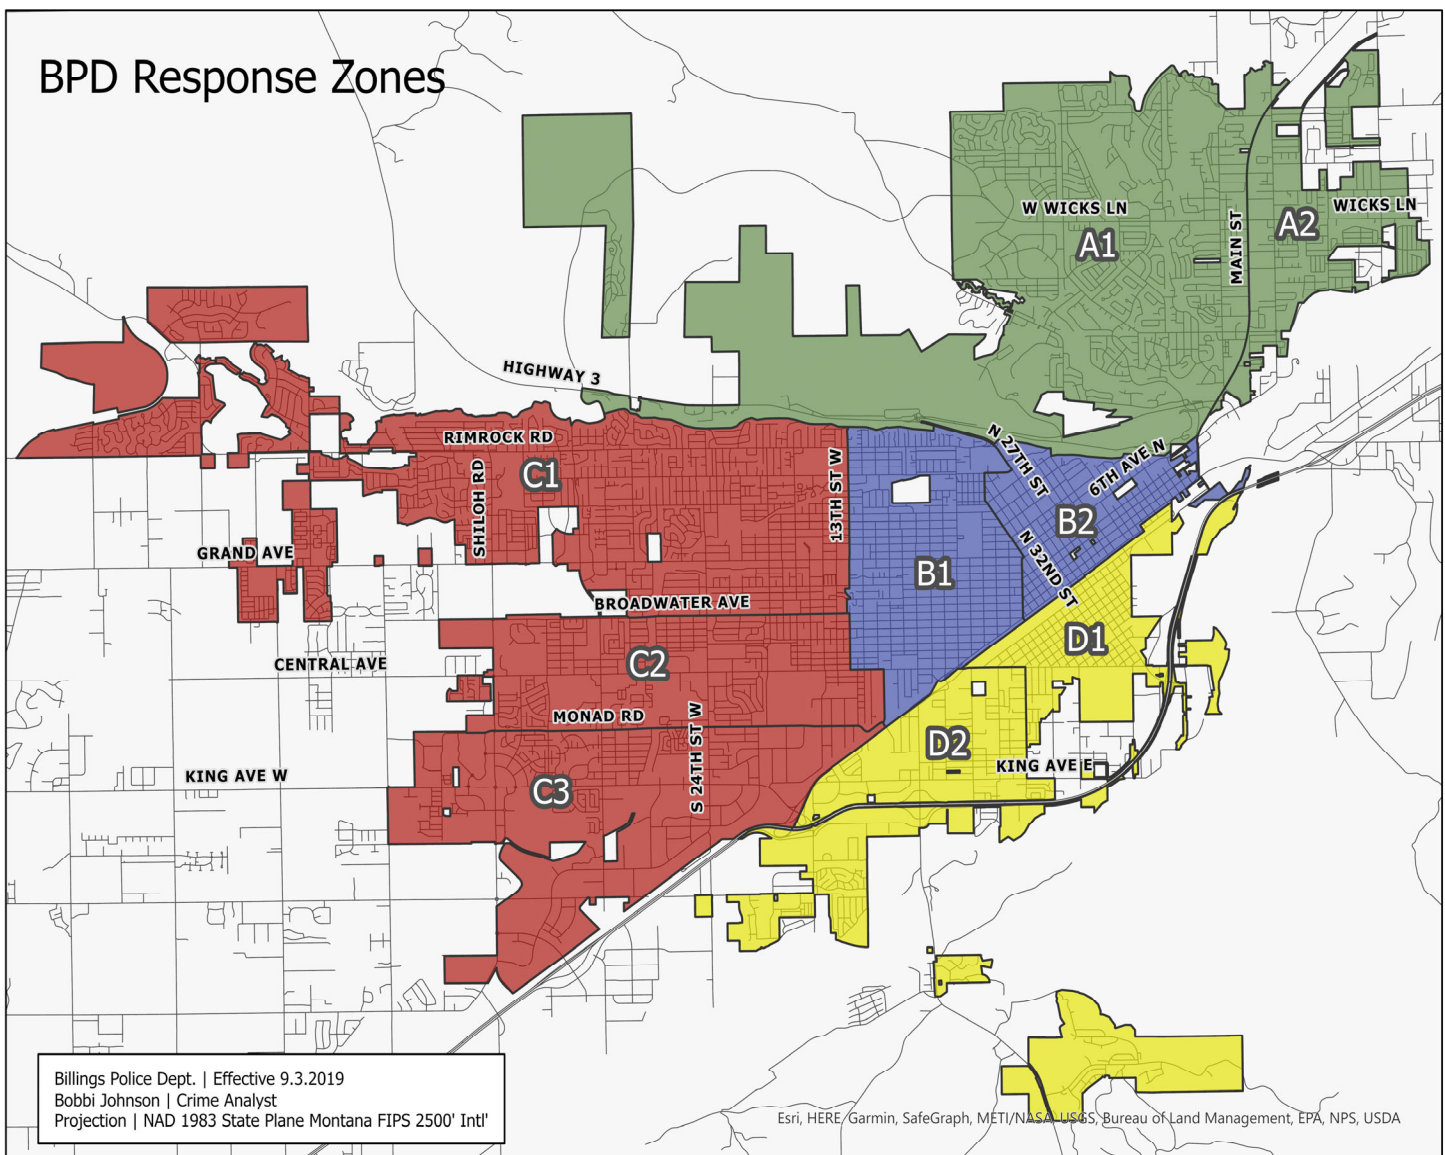 BPD Response Zones
W WICKS LN
WICKS LN
A1
A2
MAIN ST
HIGHWAY 3
RIMROCK RD
N 27TH ST
6TH AVE N
C1
SHILOH RD
13TH ST W
B2
GRAND AVE
N 32ND ST
B1
BROADWATER AVE
D1
CENTRAL AVE
C2
MONAD RD
S 24TH ST W
D2
KING AVE W
KING AVE E
C3
Billings Police Dept. | Effective 9.3.2019
Bobbi Johnson | Crime Analyst
Projection | NAD 1983 State Plane Montana FIPS 2500' Intl'
Esri, HERE, Garmin, SafeGraph, METI/NASA, USGS, Bureau of Land Management, EPA, NPS, USDA